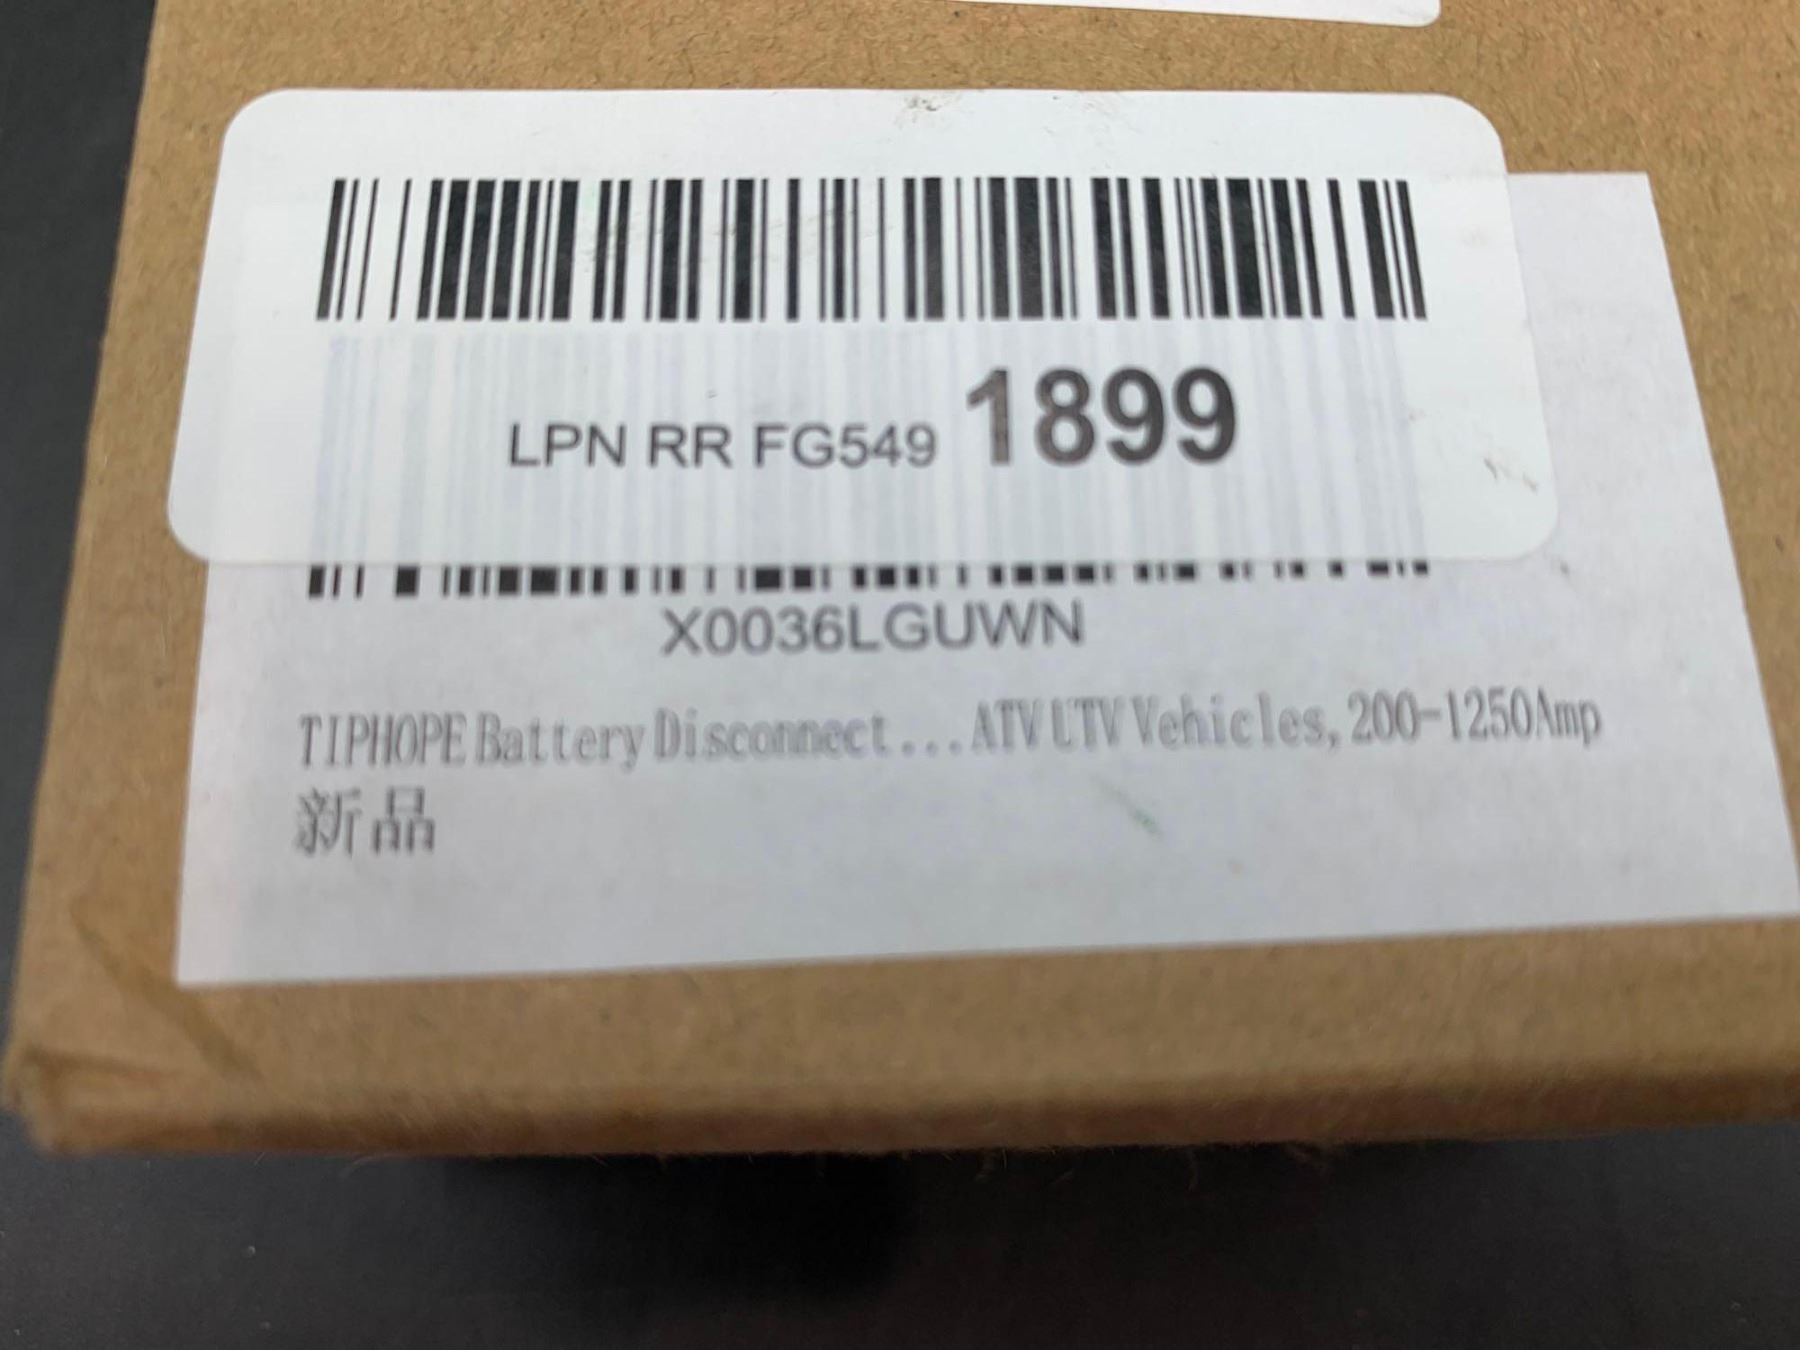 LPN RR FG549 1899
X0036LGUWN
TIPHOPE Battery Disconnect...ATV UTV Vehicles, 200-1250Amp
新品